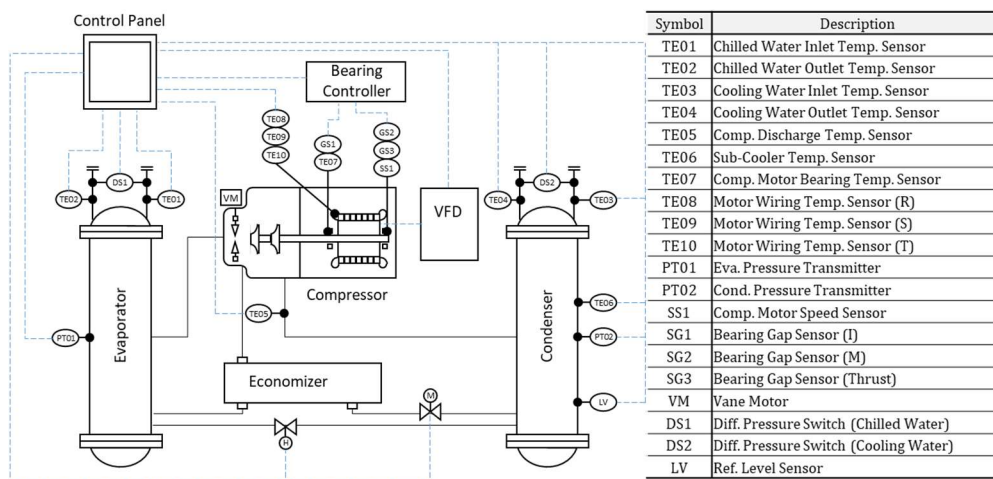 Control Panel
Bearing
Controller
TE08
TE09
TE10
GS1
TE07
GS2
GS3
SS1
TE02
DS1
TE01
VM
VFD
TE04
DS2
TE03
Compressor
TE05
TE06
PT01
PT02
Evaporator
Condenser
Economizer
M
LV
H
Symbol Description
TE01 Chilled Water Inlet Temp. Sensor
TE02 Chilled Water Outlet Temp. Sensor
TE03 Cooling Water Inlet Temp. Sensor
TE04 Cooling Water Outlet Temp. Sensor
TE05 Comp. Discharge Temp. Sensor
TE06 Sub-Cooler Temp. Sensor
TE07 Comp. Motor Bearing Temp. Sensor
TE08 Motor Wiring Temp. Sensor (R)
TE09 Motor Wiring Temp. Sensor (S)
TE10 Motor Wiring Temp. Sensor (T)
PT01 Eva. Pressure Transmitter
PT02 Cond. Pressure Transmitter
SS1 Comp. Motor Speed Sensor
SG1 Bearing Gap Sensor (I)
SG2 Bearing Gap Sensor (M)
SG3 Bearing Gap Sensor (Thrust)
VM Vane Motor
DS1 Diff. Pressure Switch (Chilled Water)
DS2 Diff. Pressure Switch (Cooling Water)
LV Ref. Level Sensor